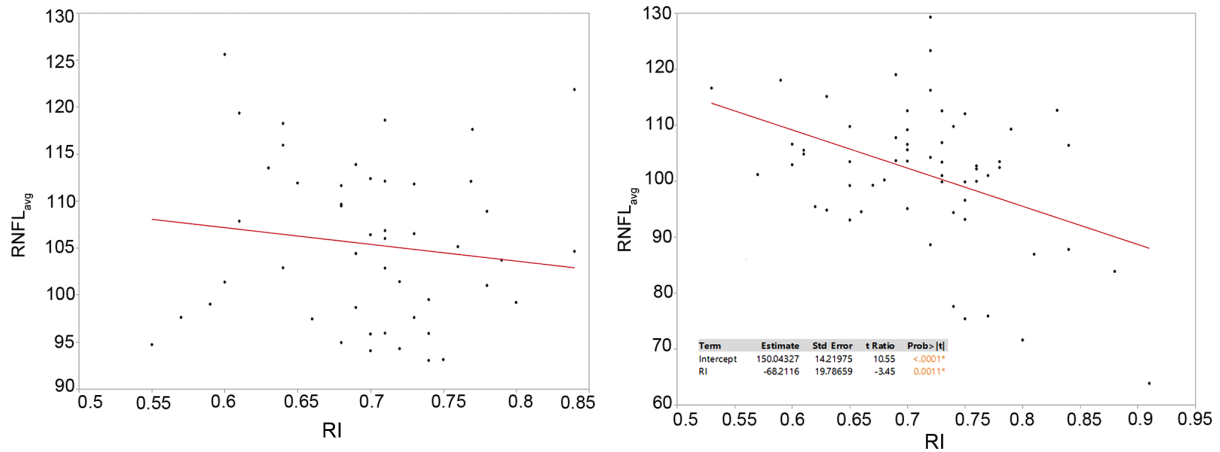 130
125
120
115
110
105
100
95
90
RNFLavg
0.5 0.55 0.6 0.65 0.7 0.75 0.8 0.85
RI
130
120
110
100
90
80
70
60
RNFLavg
Term Estimate Std Error t Ratio Prob>|t|
Intercept 150.04327 14.21975 10.55 <.0001*
RI -68.2116 19.78659 -3.45 0.0011*
0.5 0.55 0.6 0.65 0.7 0.75 0.8 0.85 0.9 0.95
RI